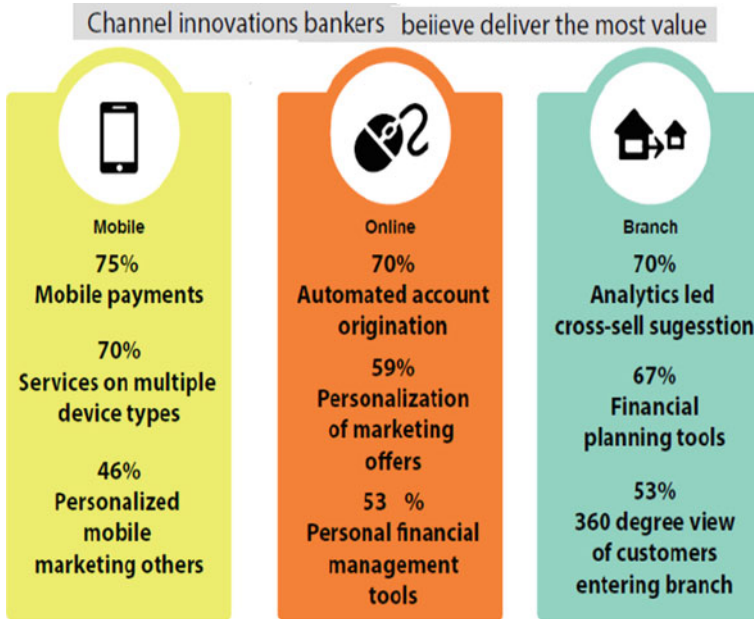 Channel innovations bankers beiieve deliver the most value
Mobile
75%
Mobile payments
70%
Services on multiple
device types
46%
Personalized
mobile
marketing others
Online
70%
Automated account
origination
59%
Personalization
of marketing
offers
53 %
Personal financial
management
tools
Branch
70%
Analytics led
cross-sell sugesstion
67%
Financial
planning tools
53%
360 degree view
of customers
entering branch